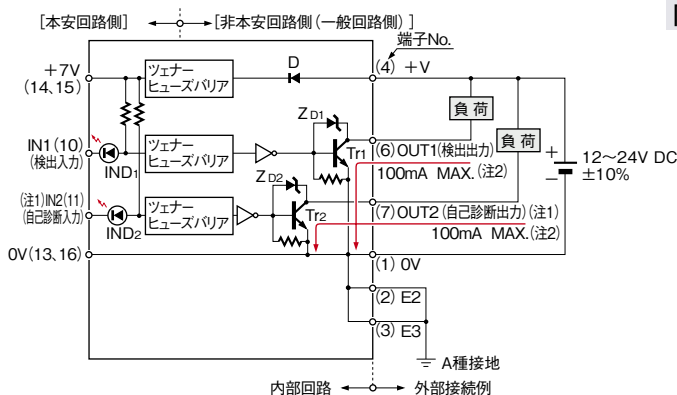 [本安回路側]
[非本安回路側(一般回路側)]
端子No.
+7V
(14、15)
ツェナー
ヒューズバリア
D
(4) +V
負荷
負荷
ZD1
IN1(10)
(検出入力)
IND1
ツェナー
ヒューズバリア
Tr1
(6)OUT1(検出出力)
100mA MAX.(注2)
+
−
12〜24V DC
±10%
ZD2
(注1)IN2(11)
(自己診断入力)
IND2
ツェナー
ヒューズバリア
Tr2
(7)OUT2(自己診断出力)(注1)
100mA MAX.(注2)
0V(13、16)
(1) 0V
(2) E2
(3) E3
A種接地
内部回路
外部接続例